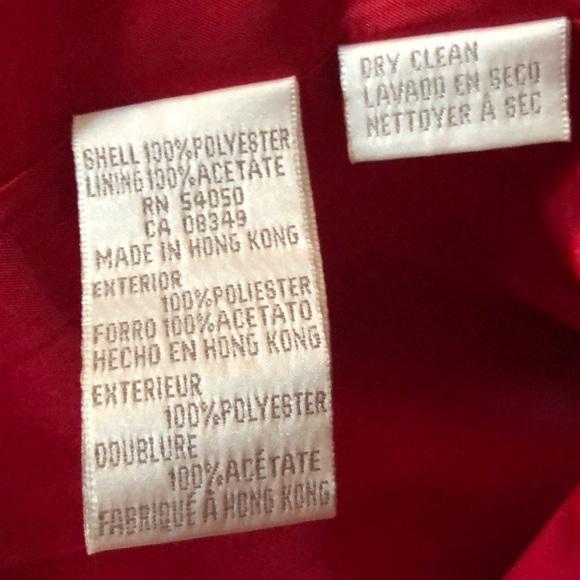 SHELL 100% POLYESTER
LINING 100% ACETATE
RN 54050
CA 08349
MADE IN HONG KONG
EXTERIOR
100% POLIESTER
FORRO 100% ACETATO
HECHO EN HONG KONG
EXTERIEUR
100% POLYESTER
DOUBLURE
100% ACÉTATE
FABRIQUÉ À HONG KONG
DRY CLEAN
LAVADO EN SECO
NETTOYER À SEC